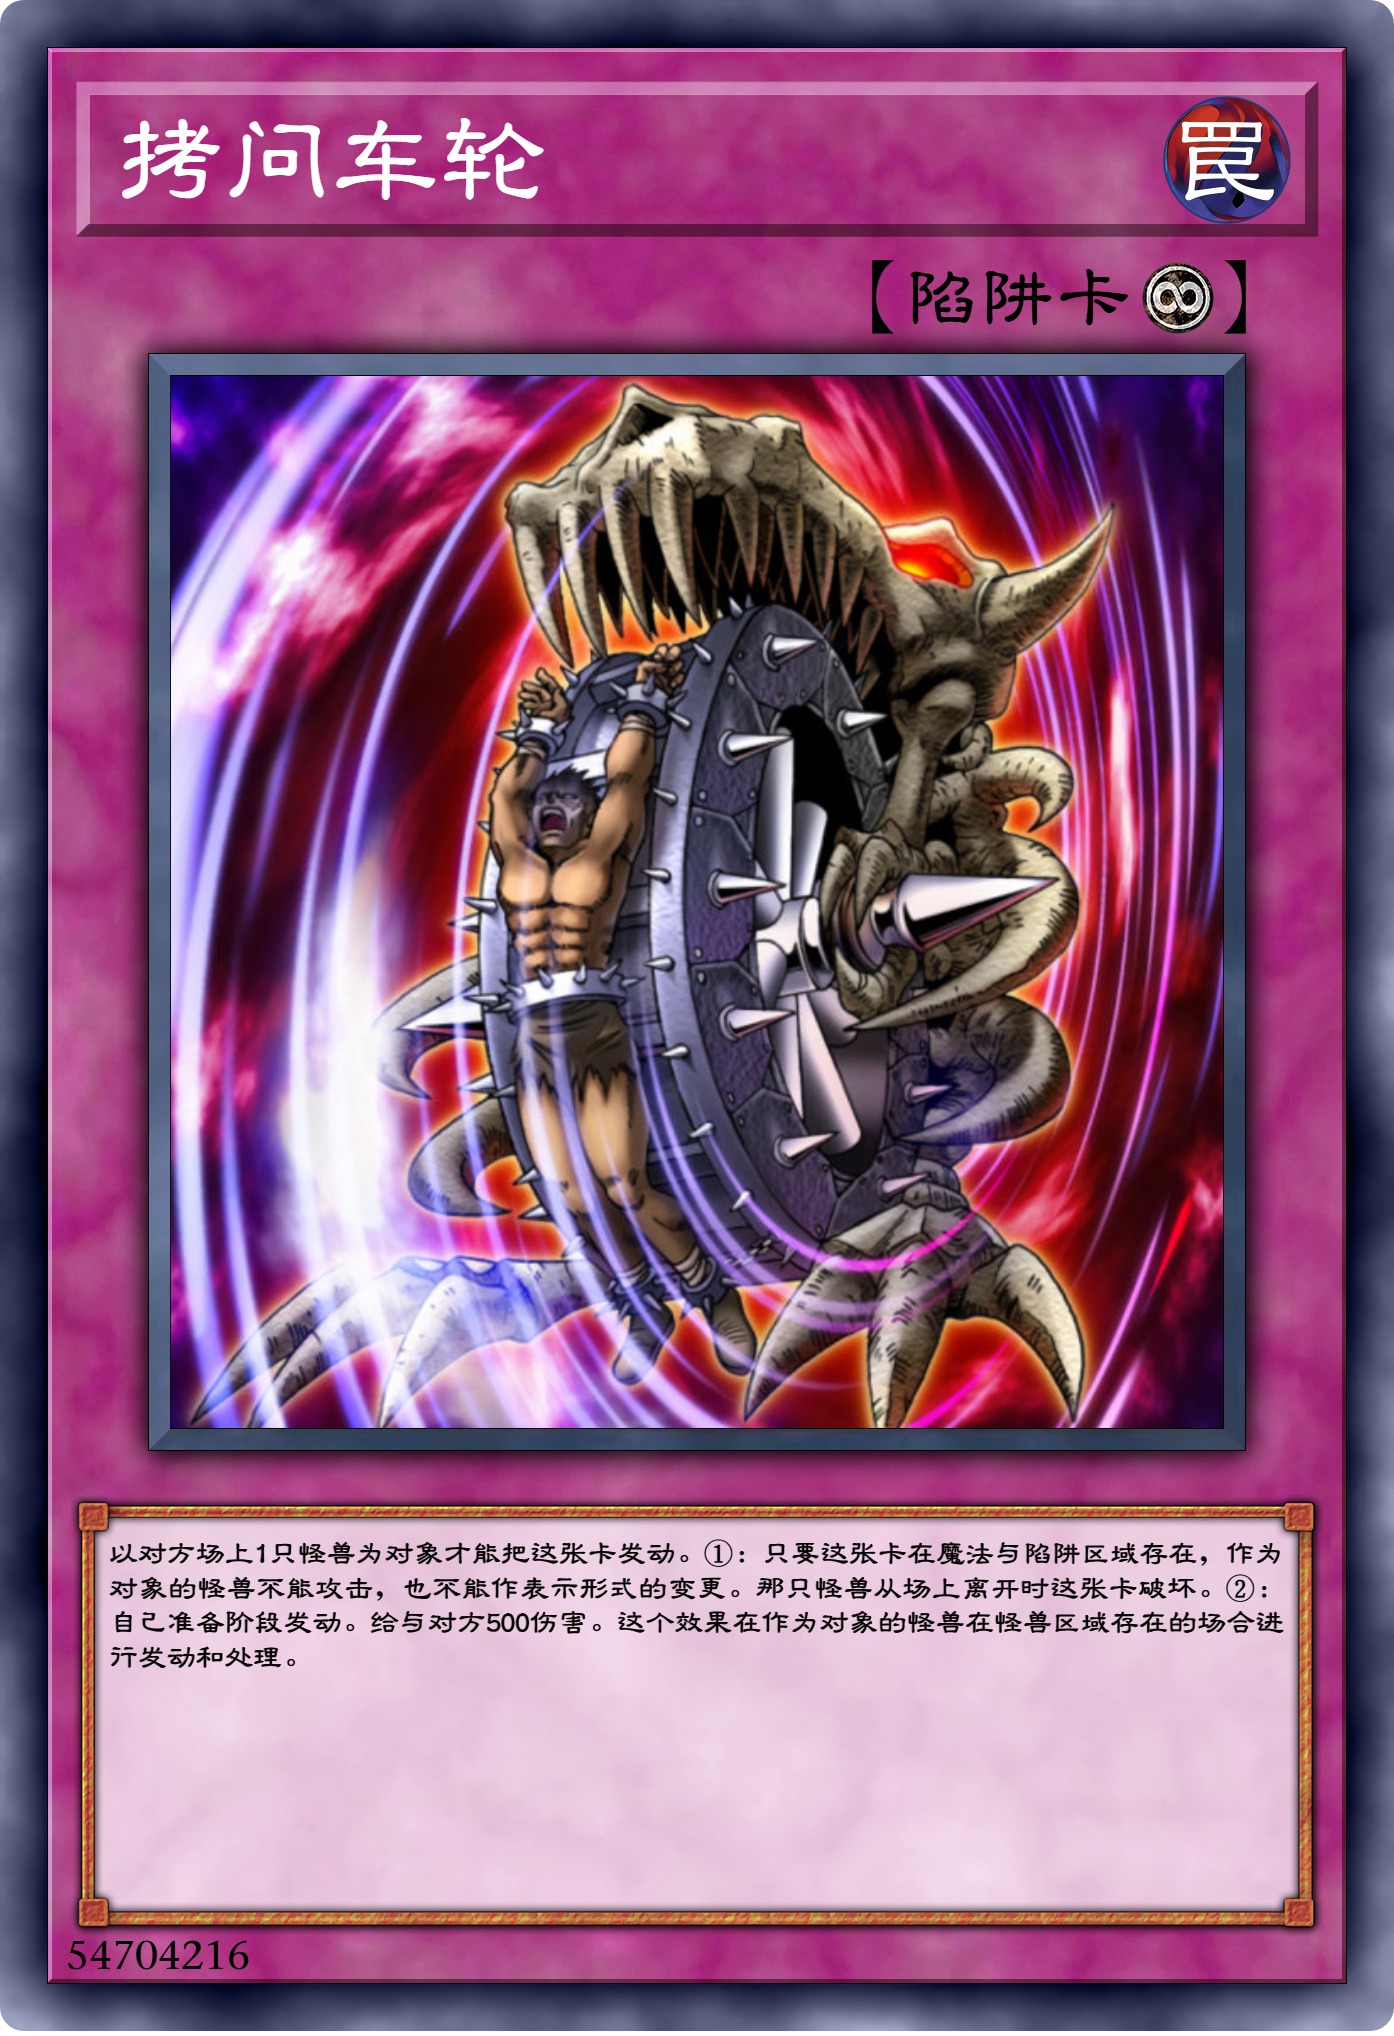 拷问车轮
罠
【陷阱卡】
以对方场上1只怪兽为对象才能把这张卡发动。①：只要这张卡在魔法与陷阱区域存在，作为
对象的怪兽不能攻击，也不能作表示形式的变更。那只怪兽从场上离开时这张卡破坏。②：
自己准备阶段发动。给与对方500伤害。这个效果在作为对象的怪兽在怪兽区域存在的场合进
行发动和处理。
54704216